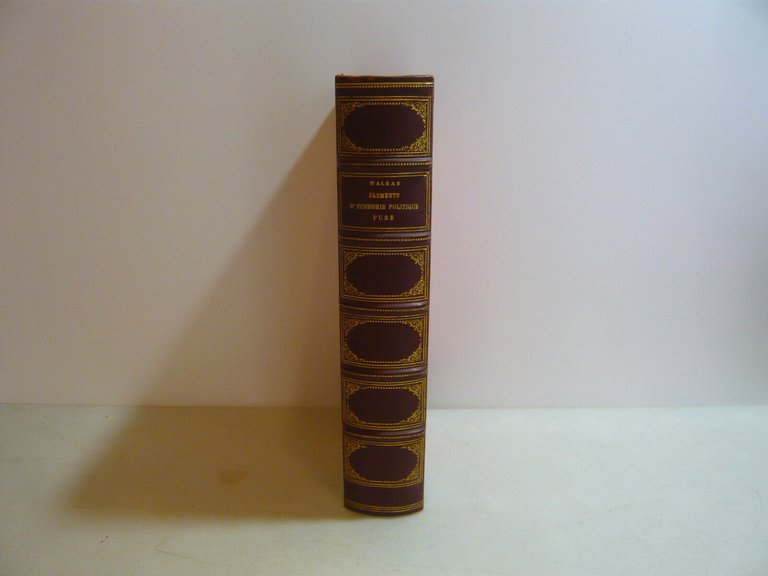 WALRAS
ÉLÉMENTS
D'ÉCONOMIE POLITIQUE
PURE